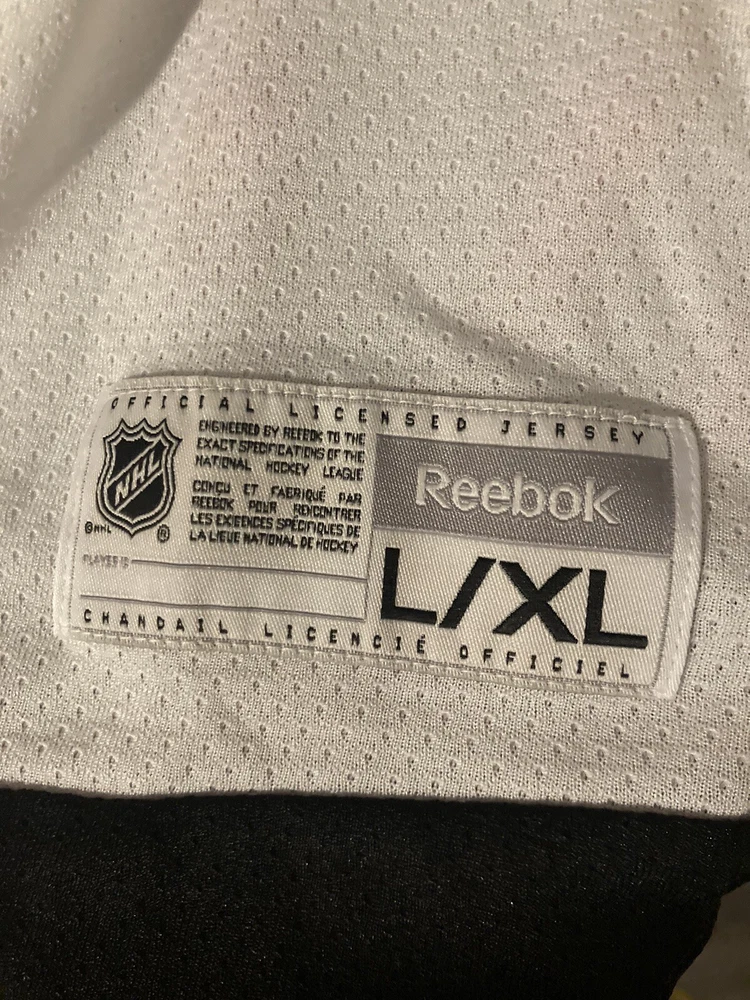 OFFICIAL LICENSED JERSEY
NHL
©NHL ®
ENGINEERED BY REEBOK TO THE
EXACT SPECIFICATIONS OF THE
NATIONAL HOCKEY LEAGUE
CONÇU ET FABRIQUÉ PAR
REEBOK POUR RENCONTRER
LES EXIGENCES SPÉCIFIQUES DE
LA LIEUE NATIONAL DE HOCKEY
Reebok
PLAYER ID
L/XL
CHANDAIL LICENCIÉ OFFICIEL